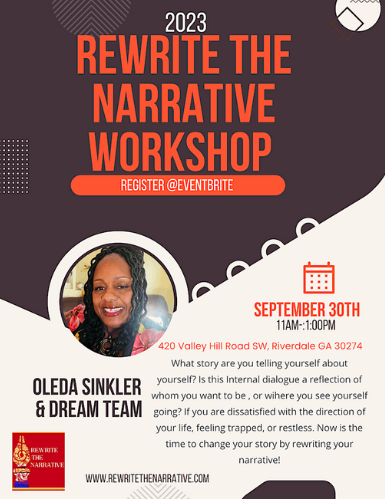 2023
REWRITE THE
NARRATIVE
WORKSHOP
REGISTER @EVENTBRITE
SEPTEMBER 30TH
11AM-:1:00PM
420 Valley Hill Road SW, Riverdale GA 30274
What story are you telling yourself about
yourself? Is this Internal dialogue a reflection of
whom you want to be , or wihere you see yourself
going? If you are dissatisfied with the direction of
your life, feeling trapped, or restless. Now is the
time to change your story by rewriting your
narrative!
OLEDA SINKLER
& DREAM TEAM
REWRITE
THE
NARRATIVE
WWW.REWRITETHENARRATIVE.COM